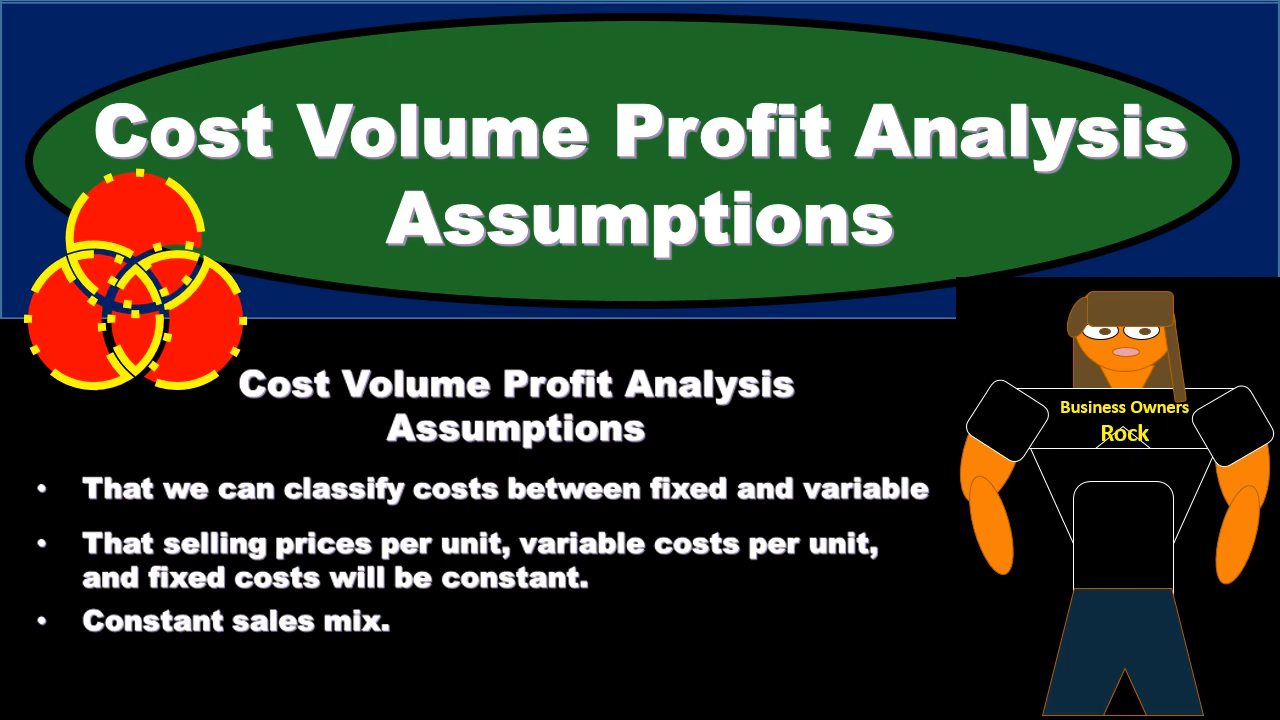 Cost Volume Profit Analysis
Assumptions
Cost Volume Profit Analysis
Assumptions
• That we can classify costs between fixed and variable
• That selling prices per unit, variable costs per unit,
and fixed costs will be constant.
• Constant sales mix.
Business Owners
Rock